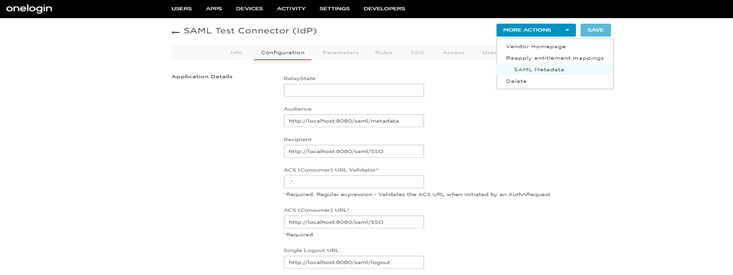 onelogin USERS APPS DEVICES ACTIVITY SETTINGS DEVELOPERS
← SAML Test Connector (IdP) MORE ACTIONS SAVE
Info Configuration Parameters Rules SSO Access
Vendor Homepage
Reapply entitlement mappings
SAML Metadata
Delete
Application Details
RelayState
Audience
http://localhost:8080/saml/metadata
Recipient
http://localhost:8080/saml/SSO
ACS (Consumer) URL Validator*
.*
*Required. Regular expression - Validates the ACS URL when initiated by an AuthnRequest
ACS (Consumer) URL*
http://localhost:8080/saml/SSO
*Required
Single Logout URL
http://localhost:8080/saml/logout